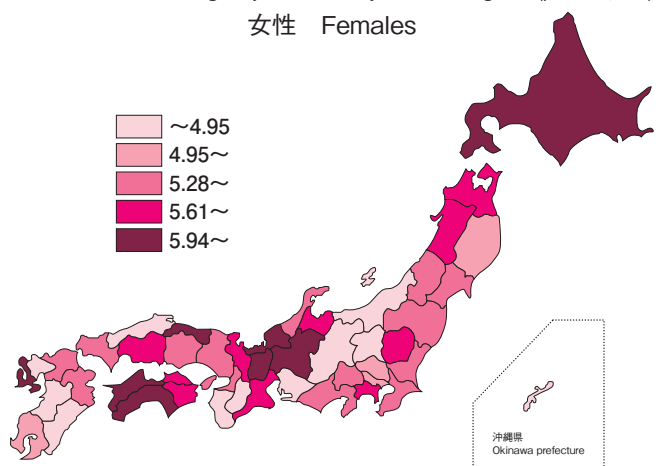 女性 Females
～4.95
4.95～
5.28～
5.61～
5.94～
沖縄県
Okinawa prefecture